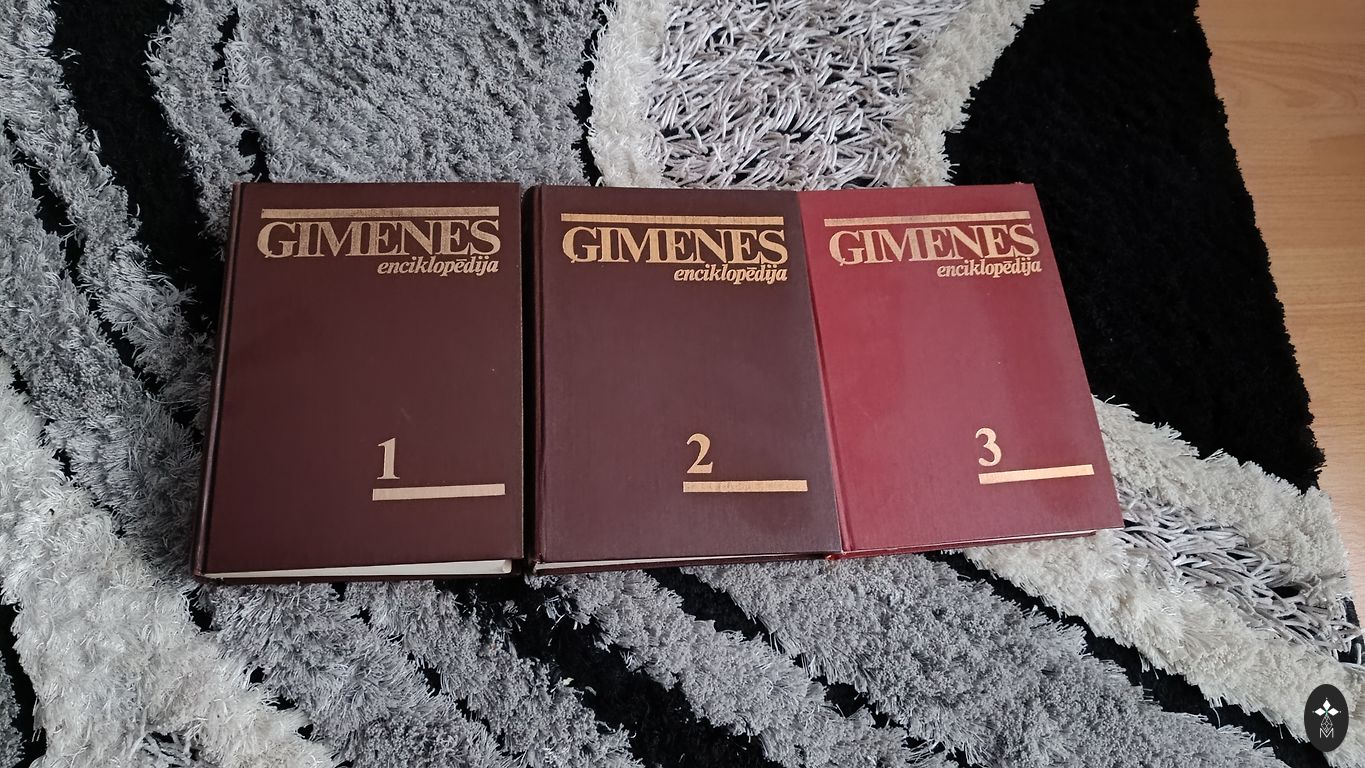 ĢIMENES
enciklopēdija
1
ĢIMENES
enciklopēdija
2
ĢIMENES
enciklopēdija
3